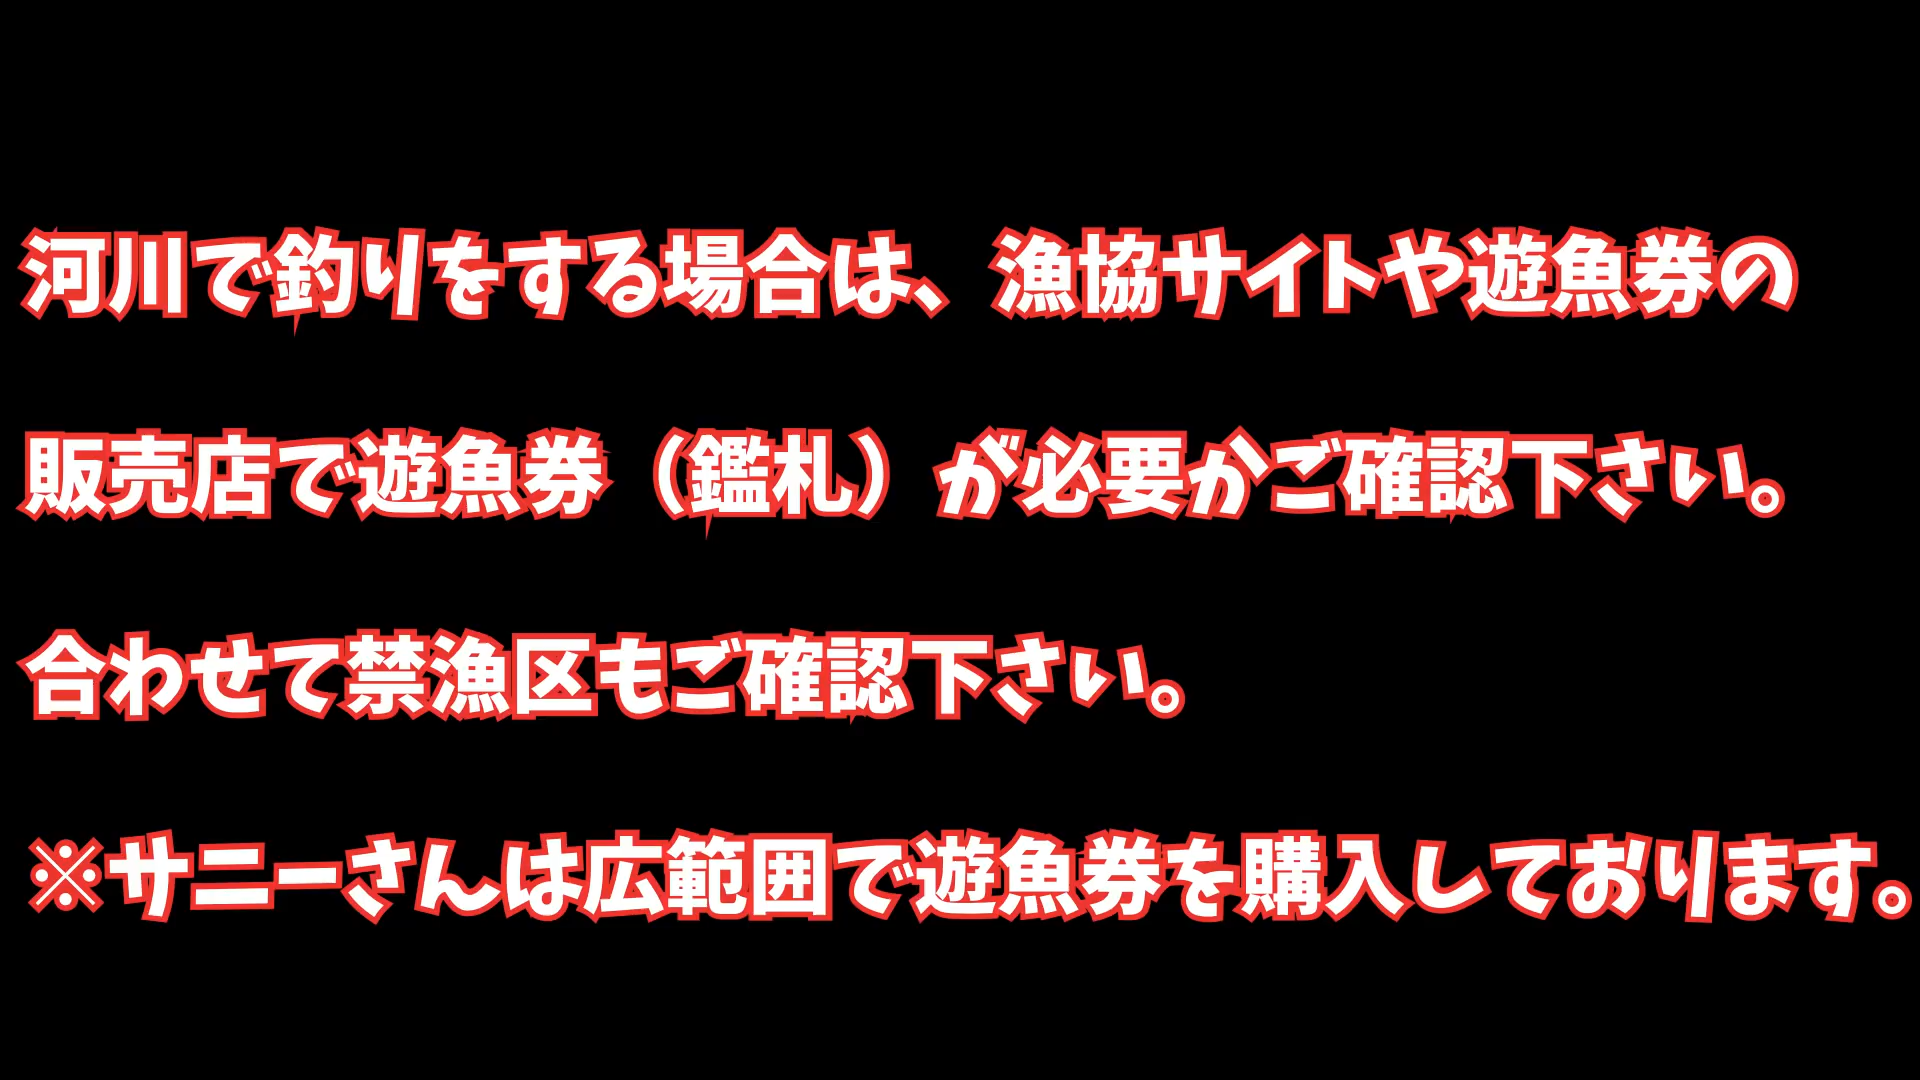 河川で釣りをする場合は、漁協サイトや遊魚券の
販売店で遊魚券（鑑札）が必要かご確認下さい。
合わせて禁漁区もご確認下さい。
※サニーさんは広範囲で遊魚券を購入しております。